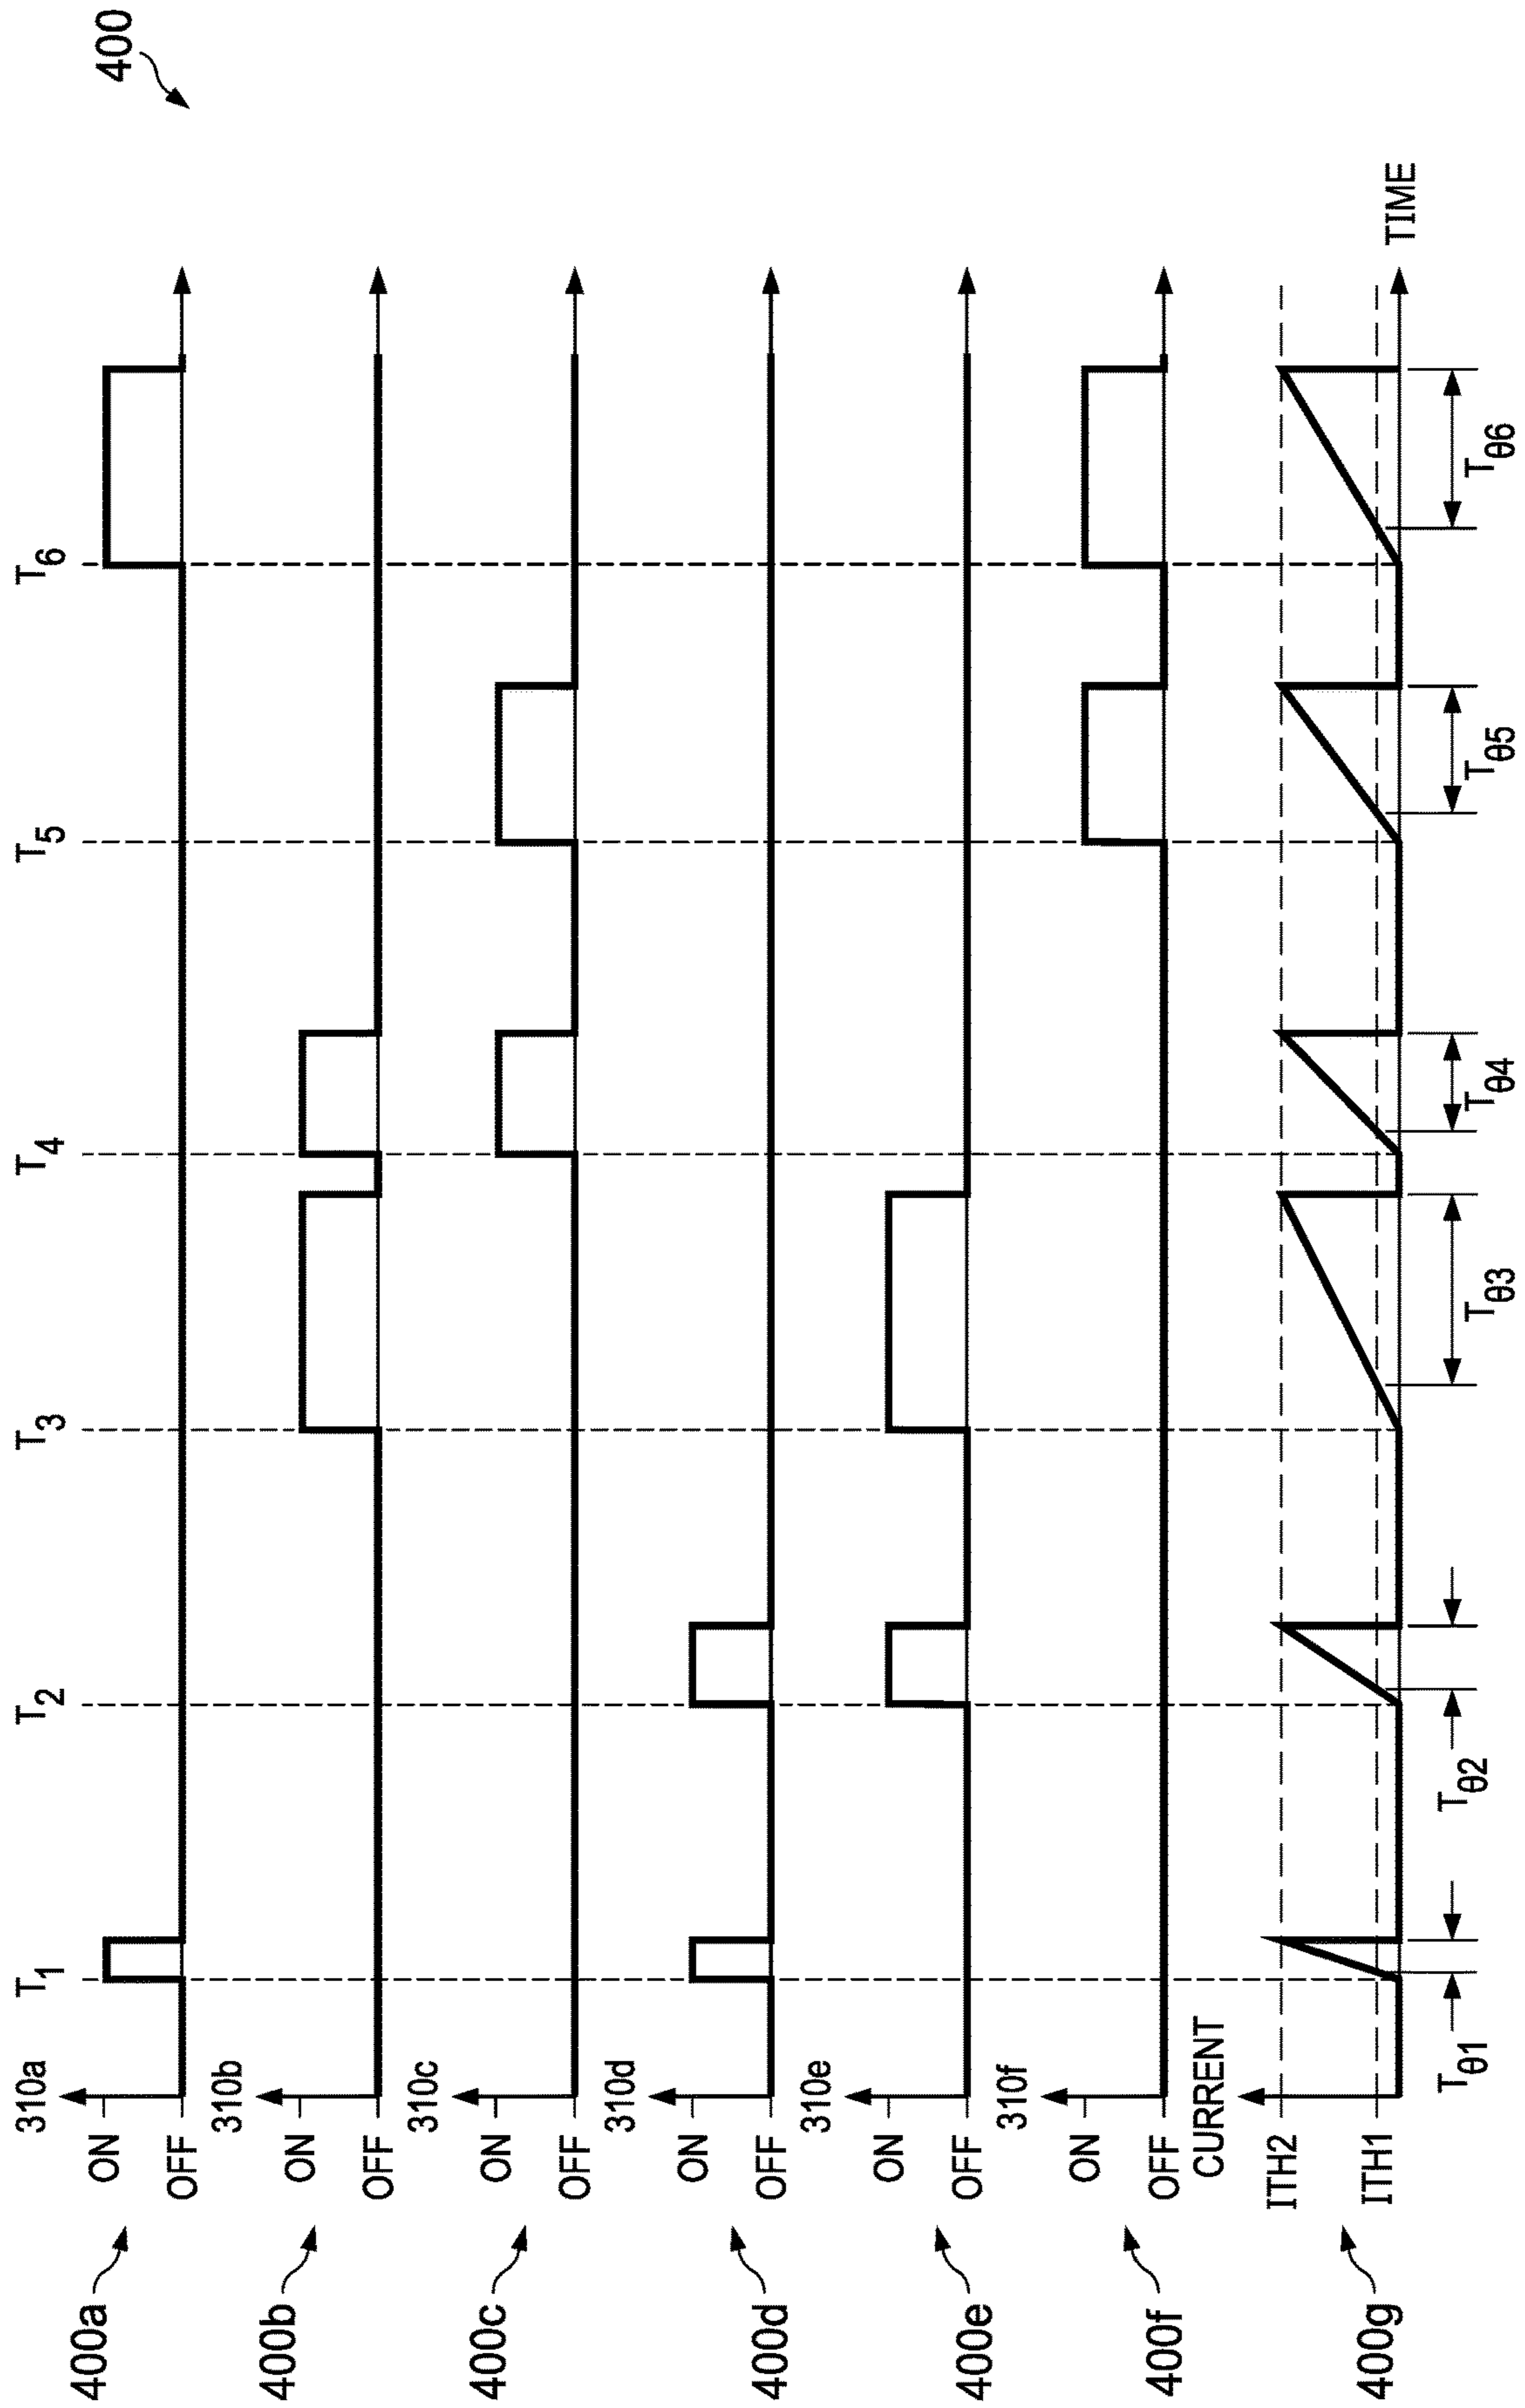 400
T1 T2 T3 T4 T5 T6
400a
310a
ON
OFF
400b
310b
ON
OFF
400c
310c
ON
OFF
400d
310d
ON
OFF
400e
310e
ON
OFF
400f
310f
ON
OFF
400g
CURRENT
ITH2
ITH1
TIME
Tθ1 Tθ2 Tθ3 Tθ4 Tθ5 Tθ6